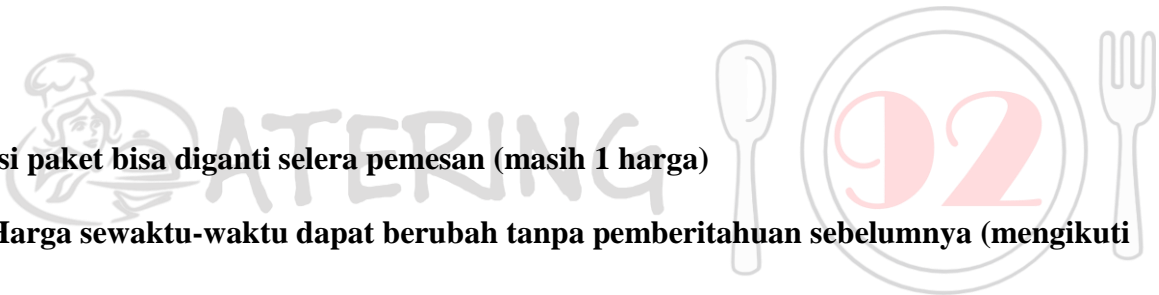 CATERING 92
si paket bisa diganti selera pemesan (masih 1 harga)
Harga sewaktu-waktu dapat berubah tanpa pemberitahuan sebelumnya (mengikuti